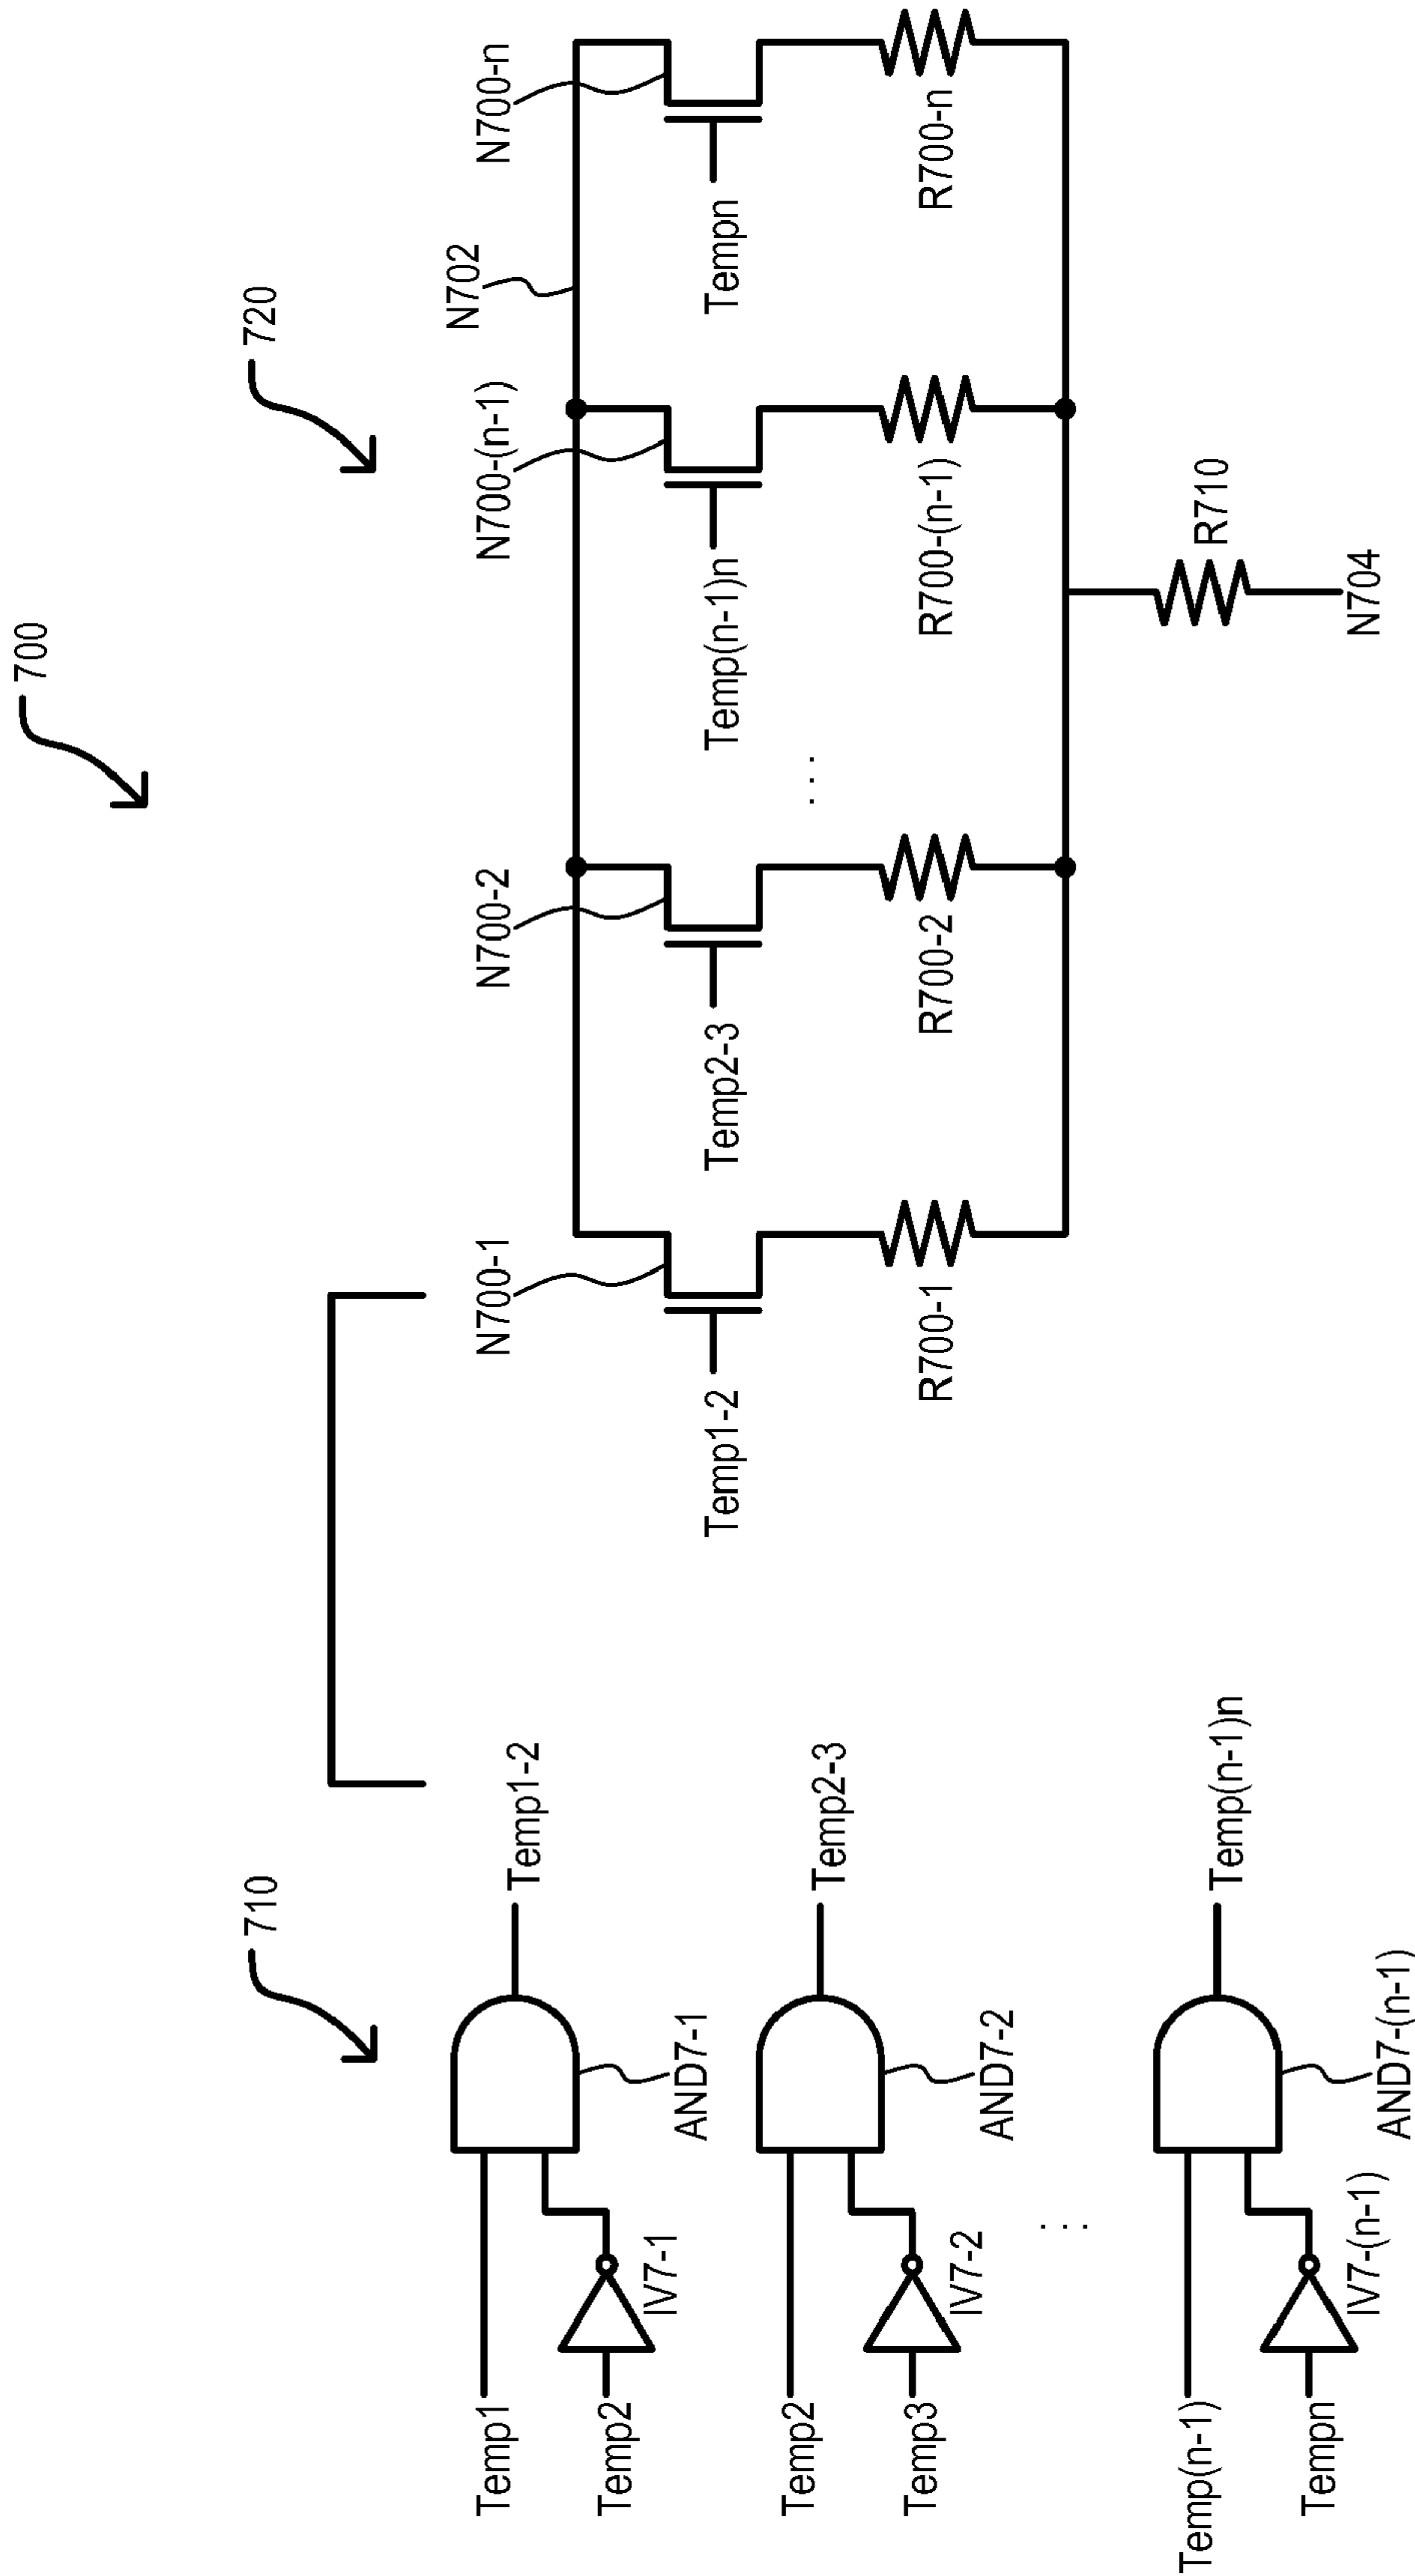 700
710
720
Temp1
Temp2
IV7-1
AND7-1
Temp1-2
Temp2
Temp3
IV7-2
AND7-2
Temp2-3
...
Temp(n-1)
Tempn
IV7-(n-1)
AND7-(n-1)
Temp(n-1)n
N700-1
N700-2
N700-(n-1)
N702
N700-n
Temp1-2
Temp2-3
Temp(n-1)n
Tempn
...
R700-1
R700-2
R700-(n-1)
R700-n
R710
N704